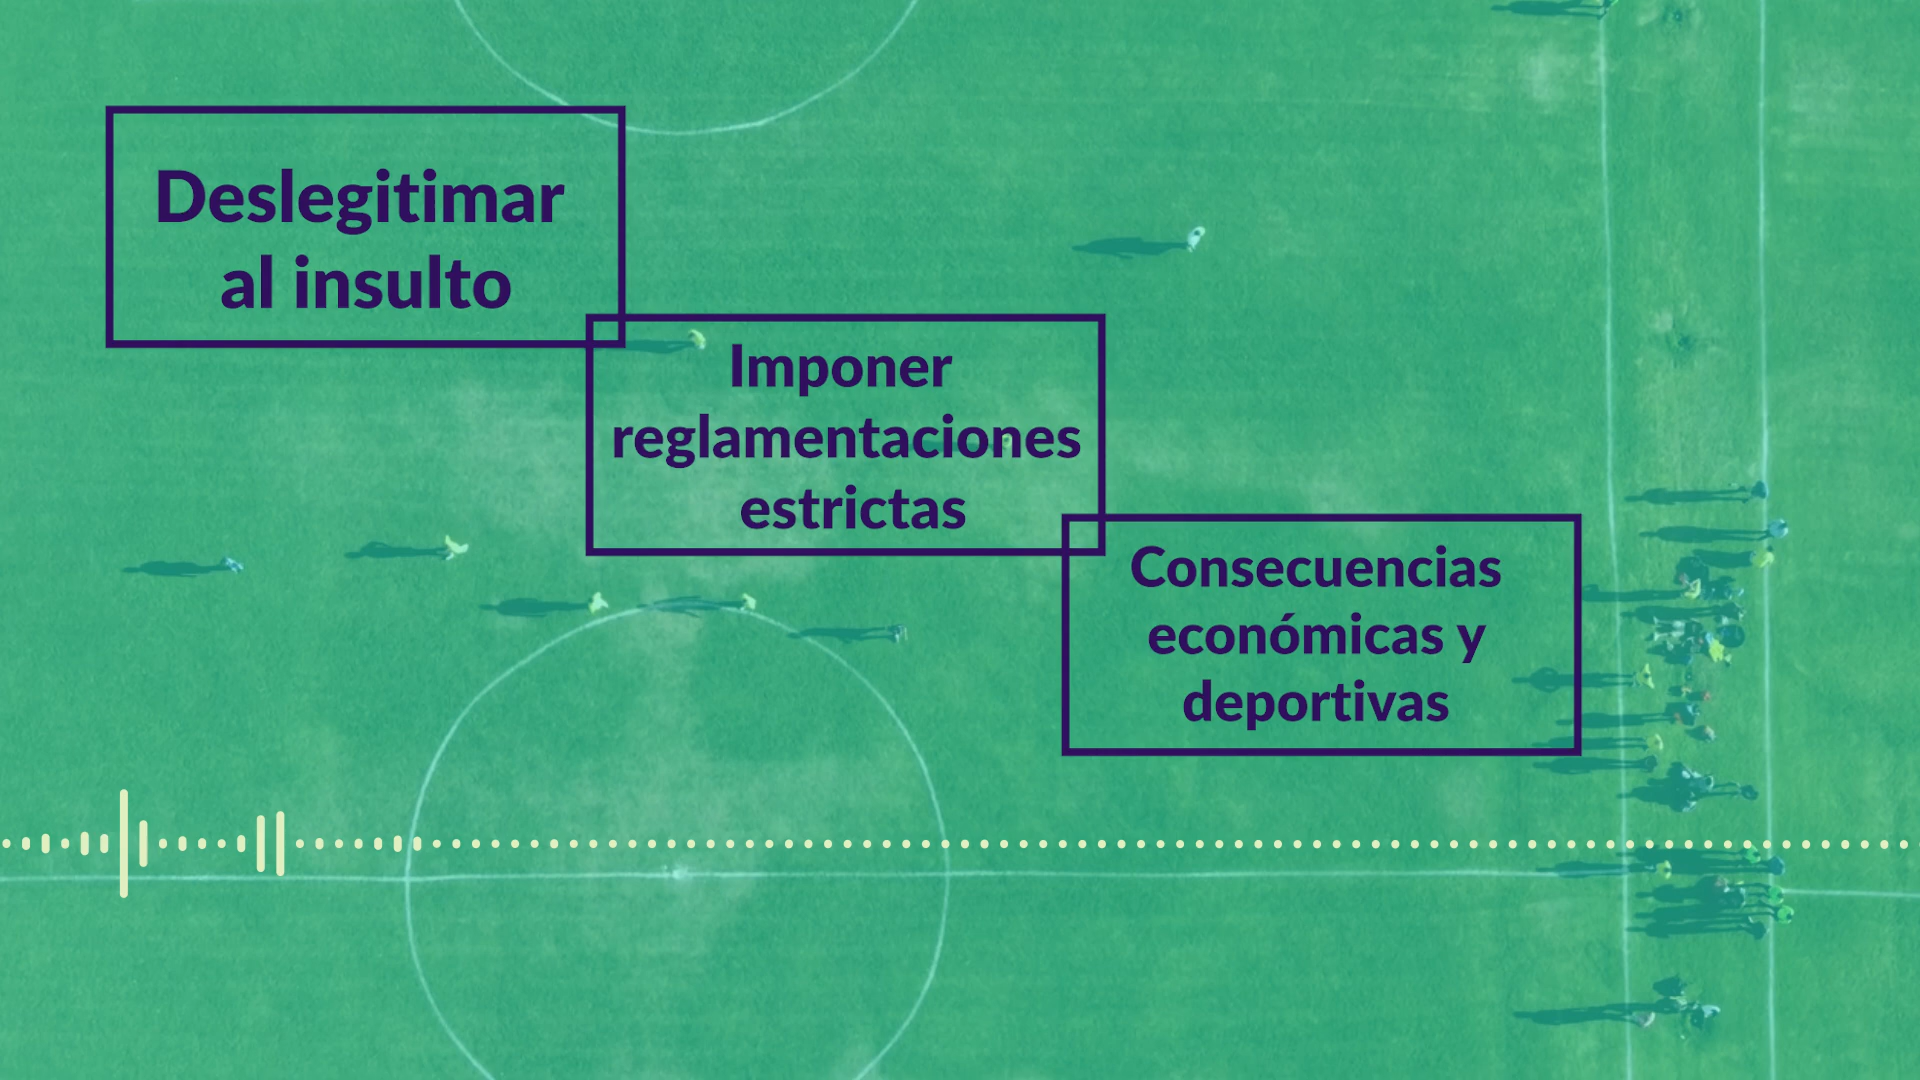 Deslegitimar
al insulto
Imponer
reglamentaciones
estrictas
Consecuencias
económicas y
deportivas